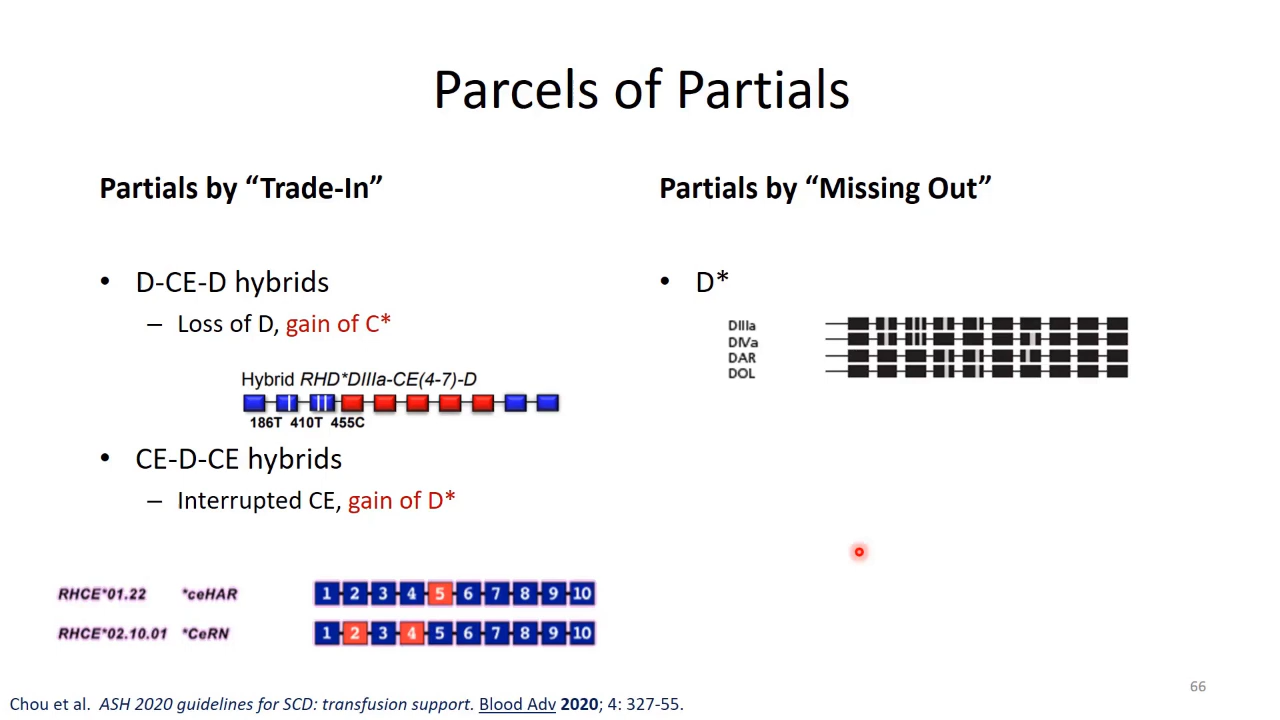 Parcels of Partials
Partials by “Trade-In”
• D-CE-D hybrids
– Loss of D, gain of C*
Hybrid RHD*DIIIa-CE(4-7)-D
186T 410T 455C
• CE-D-CE hybrids
– Interrupted CE, gain of D*
RHCE*01.22 *ceHAR 1 2 3 4 5 6 7 8 9 10
RHCE*02.10.01 *CeRN 1 2 3 4 5 6 7 8 9 10
Partials by “Missing Out”
• D*
DIIIa
DIVa
DAR
DOL
66
Chou et al. ASH 2020 guidelines for SCD: transfusion support. Blood Adv 2020; 4: 327-55.